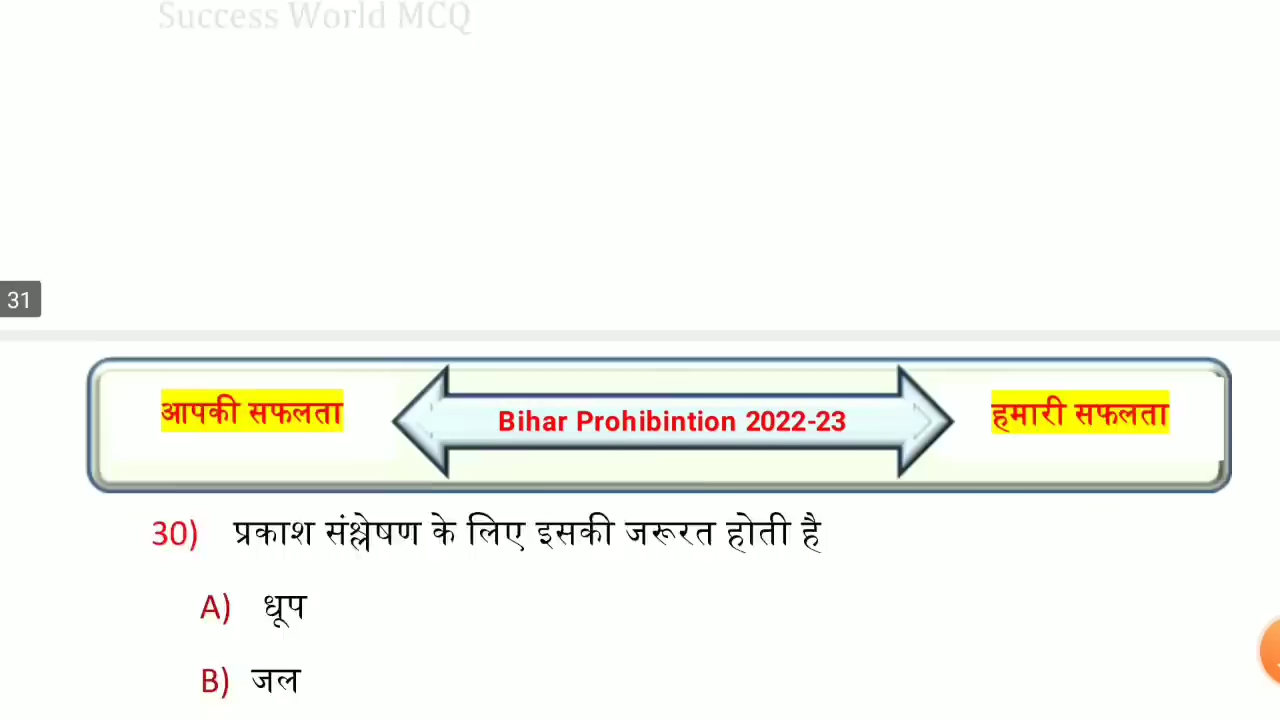 Success World MCQ
31
आपकी सफलता
Bihar Prohibintion 2022-23
हमारी सफलता
30) प्रकाश संश्लेषण के लिए इसकी जरूरत होती है
A) धूप
B) जल